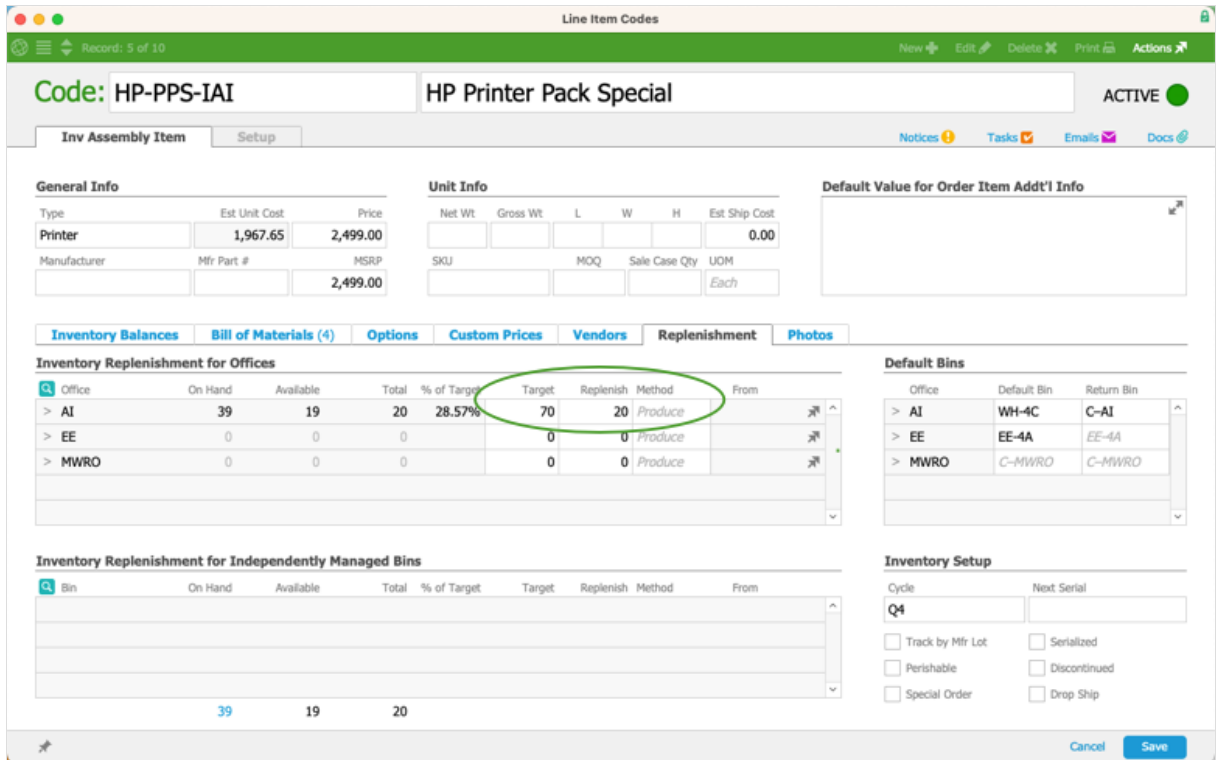 Line Item Codes
Record: 5 of 10 New Edit Delete Print Actions
Code: HP-PPS-IAI HP Printer Pack Special ACTIVE
Inv Assembly Item Setup Notices Tasks Emails Docs
General Info Unit Info Default Value for Order Item Addt'l Info
Type Est Unit Cost Price Net Wt Gross Wt L W H Est Ship Cost
Printer 1,967.65 2,499.00 0.00
Manufacturer Mfr Part # MSRP SKU MOQ Sale Case Qty UOM
2,499.00 Each
Inventory Balances Bill of Materials (4) Options Custom Prices Vendors Replenishment Photos
Inventory Replenishment for Offices Default Bins
Office On Hand Available Total % of Target Target Replenish Method From Office Default Bin Return Bin
> AI 39 19 20 28.57% 70 20 Produce > AI WH-4C C-AI
> EE 0 0 0 0 0 Produce > EE EE-4A EE-4A
> MWRO 0 0 0 0 0 Produce > MWRO C-MWRO C-MWRO
Inventory Replenishment for Independently Managed Bins Inventory Setup
Bin On Hand Available Total % of Target Target Replenish Method From Cycle Next Serial
Q4
Track by Mfr Lot Serialized
Perishable Discontinued
Special Order Drop Ship
39 19 20
Cancel Save